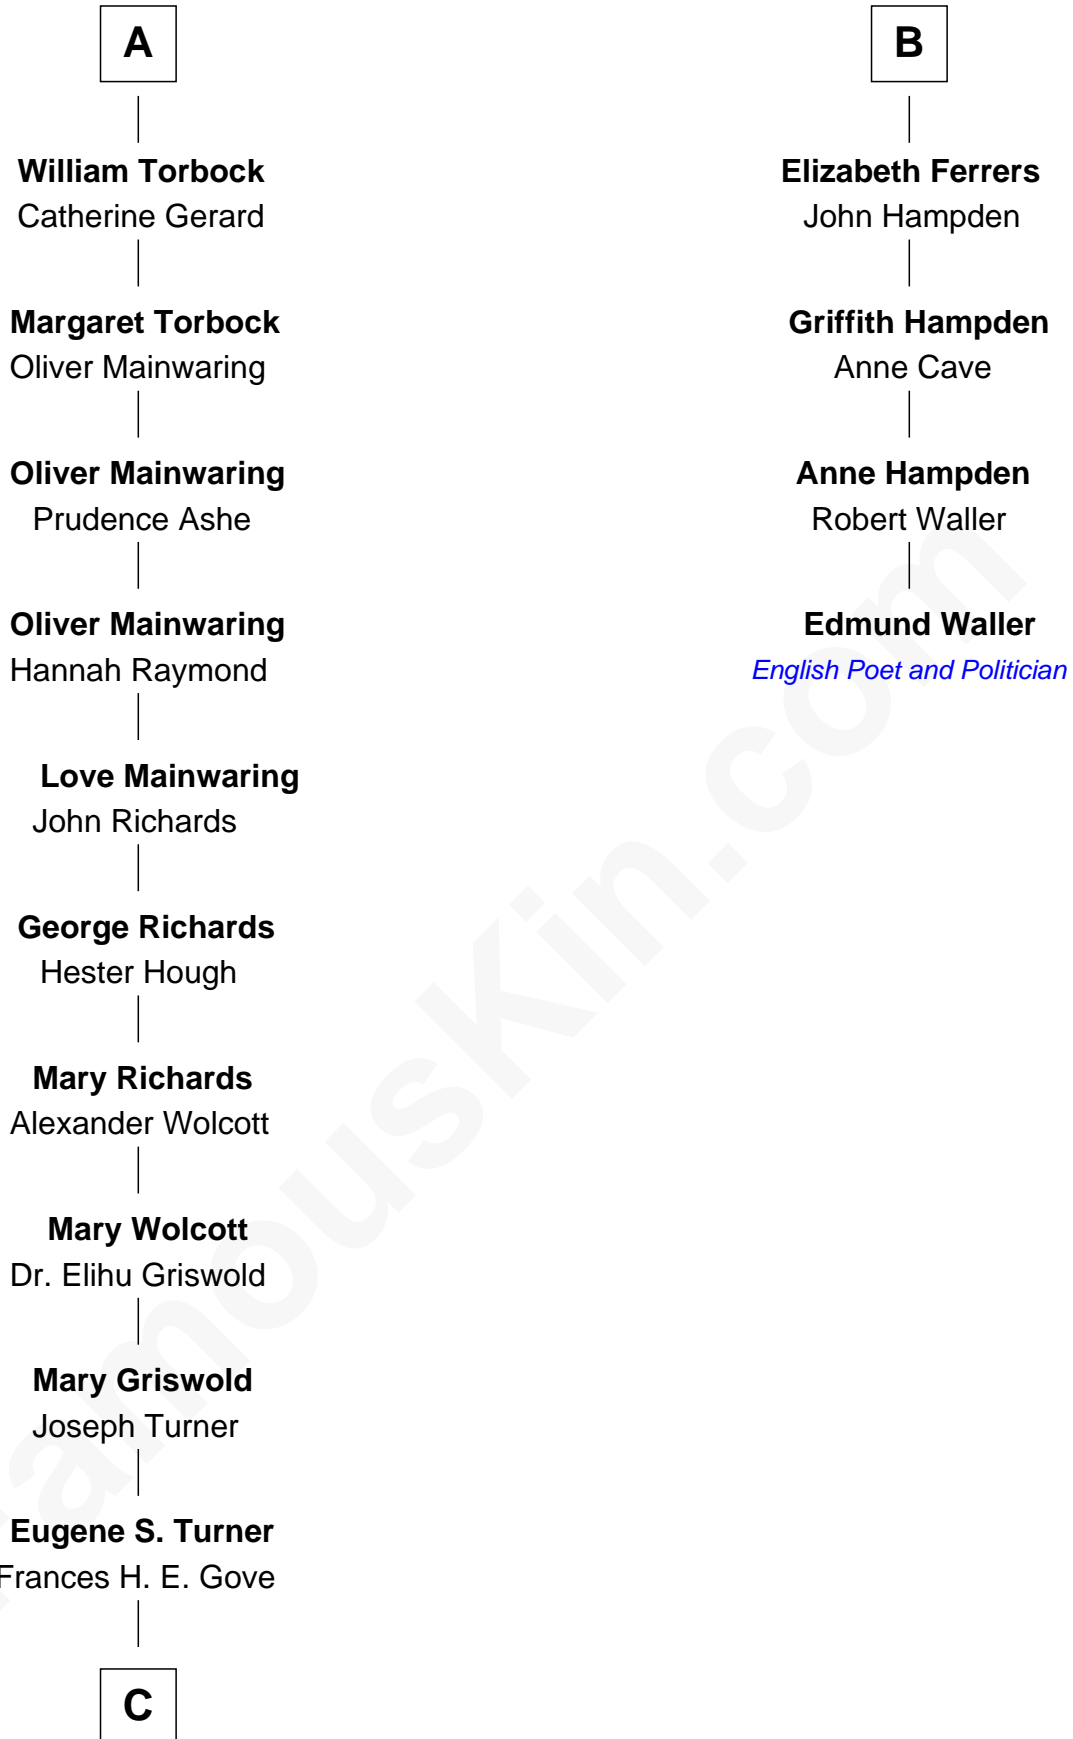 A
William Torbock
Catherine Gerard
Margaret Torbock
Oliver Mainwaring
Oliver Mainwaring
Prudence Ashe
Oliver Mainwaring
Hannah Raymond
Love Mainwaring
John Richards
George Richards
Hester Hough
Mary Richards
Alexander Wolcott
Mary Wolcott
Dr. Elihu Griswold
Mary Griswold
Joseph Turner
Eugene S. Turner
Frances H. E. Gove
C
B
Elizabeth Ferrers
John Hampden
Griffith Hampden
Anne Cave
Anne Hampden
Robert Waller
Edmund Waller
English Poet and Politician
FamousKin.com